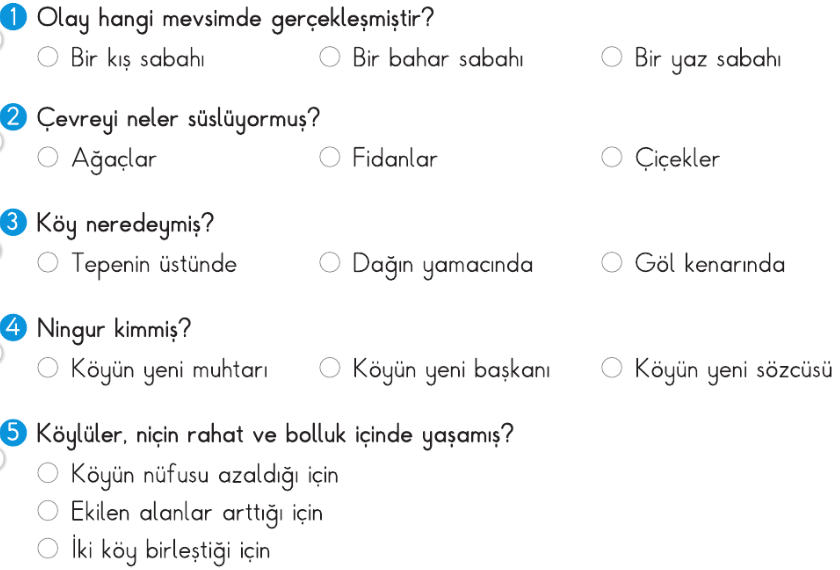 1 Olay hangi mevsimde gerçekleşmiştir?
Bir kış sabahı Bir bahar sabahı Bir yaz sabahı
2 Çevreyi neler süslüyormuş?
Ağaçlar Fidanlar Çiçekler
3 Köy neredeymiş?
Tepenin üstünde Dağın yamacında Göl kenarında
4 Ningur kimmiş?
Köyün yeni muhtarı Köyün yeni başkanı Köyün yeni sözcüsü
5 Köylüler, niçin rahat ve bolluk içinde yaşamış?
Köyün nüfusu azaldığı için
Ekilen alanlar arttığı için
İki köy birleştiği için